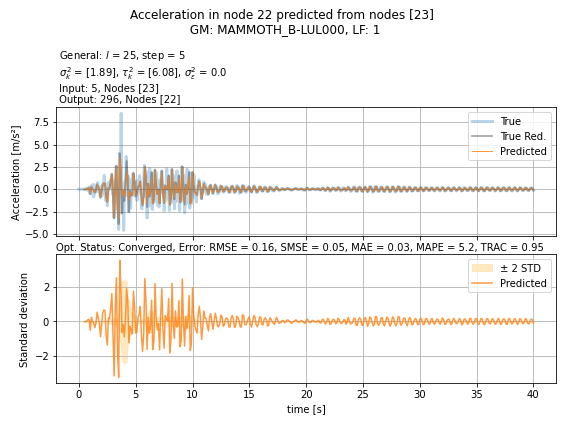 Acceleration in node 22 predicted from nodes [23]
GM: MAMMOTH_B-LUL000, LF: 1
General: l = 25, step = 5
σ²ₖ = [1.89], τ²ₖ = [6.08], σ²ε = 0.0
Input: 5, Nodes [23]
Output: 296, Nodes [22]
Acceleration [m/s²]
7.5
5.0
2.5
0.0
−2.5
−5.0
True
True Red.
Predicted
Opt. Status: Converged, Error: RMSE = 0.16, SMSE = 0.05, MAE = 0.03, MAPE = 5.2, TRAC = 0.95
Standard deviation
2
0
−2
± 2 STD
Predicted
0 5 10 15 20 25 30 35 40
time [s]